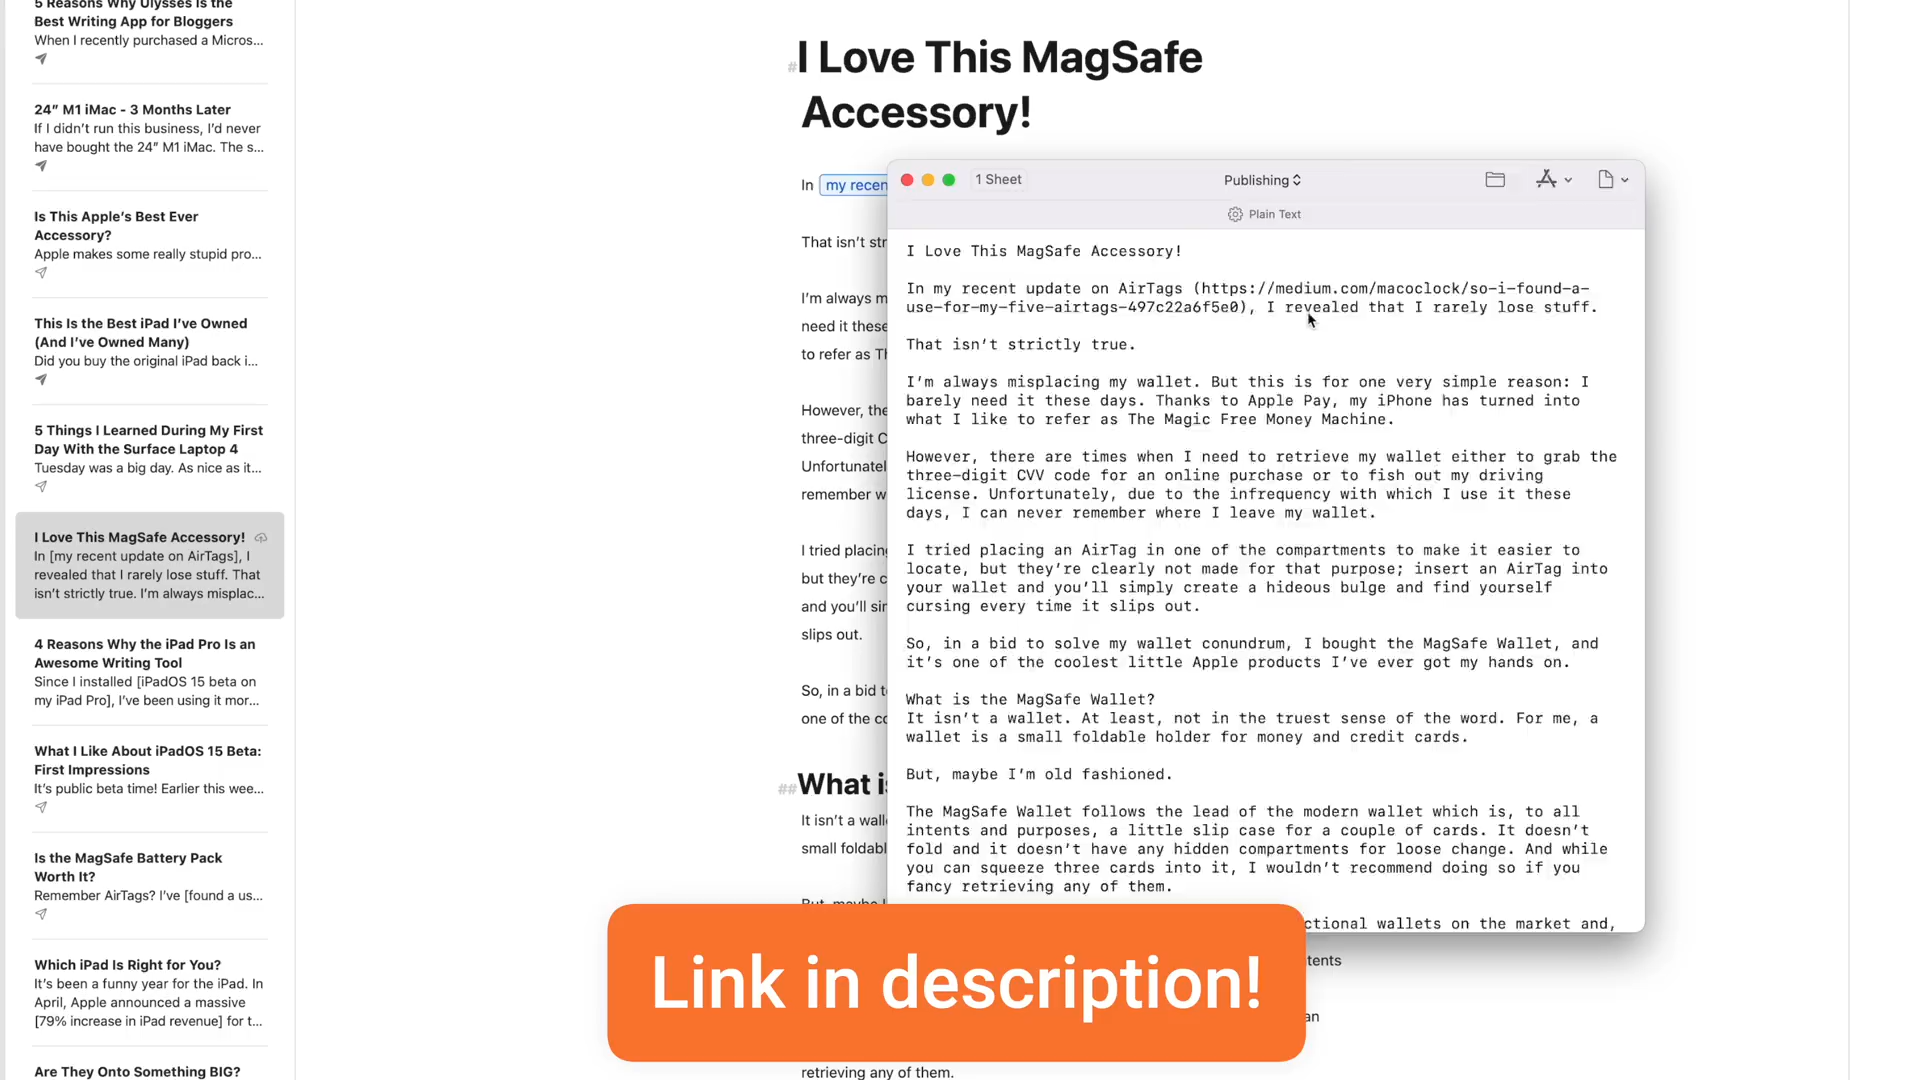 5 Reasons Why Ulysses Is the
Best Writing App for Bloggers
When I recently purchased a Micros...
24” M1 iMac - 3 Months Later
If I didn’t run this business, I’d never
have bought the 24” M1 iMac. The s...
Is This Apple’s Best Ever
Accessory?
Apple makes some really stupid pro...
This Is the Best iPad I’ve Owned
(And I’ve Owned Many)
Did you buy the original iPad back i...
5 Things I Learned During My First
Day With the Surface Laptop 4
Tuesday was a big day. As nice as it...
I Love This MagSafe Accessory!
In [my recent update on AirTags], I
revealed that I rarely lose stuff. That
isn’t strictly true. I’m always misplac...
4 Reasons Why the iPad Pro Is an
Awesome Writing Tool
Since I installed [iPadOS 15 beta on
my iPad Pro], I’ve been using it mor...
What I Like About iPadOS 15 Beta:
First Impressions
It’s public beta time! Earlier this wee...
Is the MagSafe Battery Pack
Worth It?
Remember AirTags? I’ve [found a us...
Which iPad Is Right for You?
It’s been a funny year for the iPad. In
April, Apple announced a massive
[79% increase in iPad revenue] for t...
Are They Onto Something BIG?
#I Love This MagSafe
Accessory!
In my recen
That isn’t str
I’m always m
need it these
to refer as Th
However, the
three-digit C
Unfortunatel
remember w
I tried placing
but they’re c
and you’ll sin
slips out.
So, in a bid t
one of the co
##What is
It isn’t a walle
small foldabl
But, maybe I
tents
an
retrieving any of them.
1 Sheet
Publishing
Plain Text
I Love This MagSafe Accessory!
In my recent update on AirTags (https://medium.com/macoclock/so-i-found-a-
use-for-my-five-airtags-497c22a6f5e0), I revealed that I rarely lose stuff.
That isn’t strictly true.
I’m always misplacing my wallet. But this is for one very simple reason: I
barely need it these days. Thanks to Apple Pay, my iPhone has turned into
what I like to refer as The Magic Free Money Machine.
However, there are times when I need to retrieve my wallet either to grab the
three-digit CVV code for an online purchase or to fish out my driving
license. Unfortunately, due to the infrequency with which I use it these
days, I can never remember where I leave my wallet.
I tried placing an AirTag in one of the compartments to make it easier to
locate, but they’re clearly not made for that purpose; insert an AirTag into
your wallet and you’ll simply create a hideous bulge and find yourself
cursing every time it slips out.
So, in a bid to solve my wallet conundrum, I bought the MagSafe Wallet, and
it’s one of the coolest little Apple products I’ve ever got my hands on.
What is the MagSafe Wallet?
It isn’t a wallet. At least, not in the truest sense of the word. For me, a
wallet is a small foldable holder for money and credit cards.
But, maybe I’m old fashioned.
The MagSafe Wallet follows the lead of the modern wallet which is, to all
intents and purposes, a little slip case for a couple of cards. It doesn’t
fold and it doesn’t have any hidden compartments for loose change. And while
you can squeeze three cards into it, I wouldn’t recommend doing so if you
fancy retrieving any of them.
ctional wallets on the market and,
Link in description!